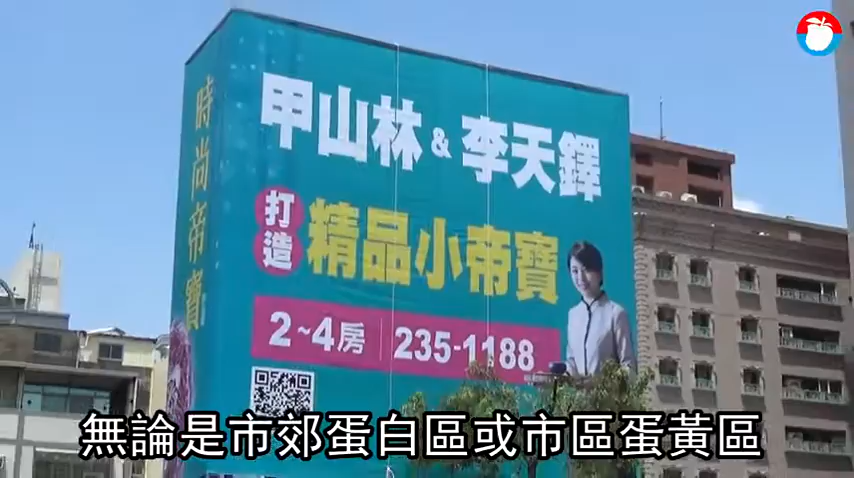 時尚帝寶
甲山林&李天鐸
打造
精品小帝寶
2~4房 235-1188
無論是市郊蛋白區或市區蛋黃區